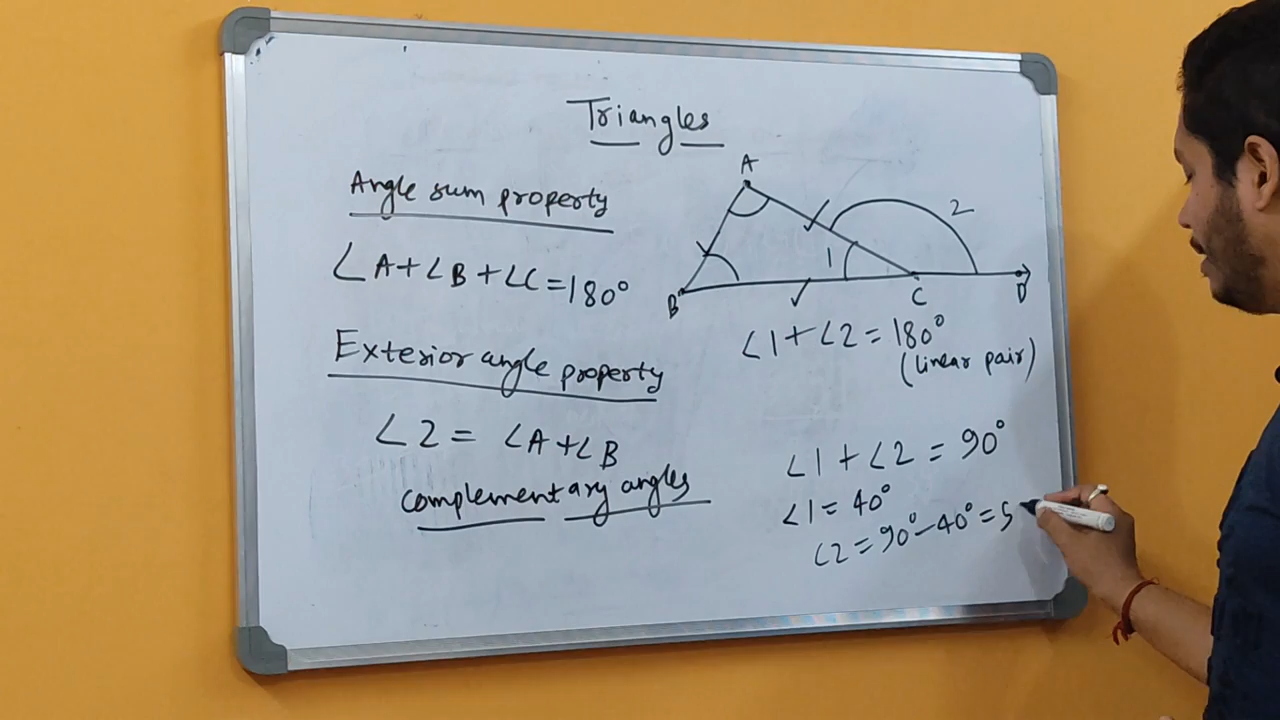 Triangles
Angle sum property
∠A+∠B+∠C=180°
Exterior angle property
∠2= ∠A+∠B
complementary angles
A
2
1
B
C
D
∠1+∠2=180°
(linear pair)
∠1+∠2=90°
∠1=40°
∠2=90°-40°=5